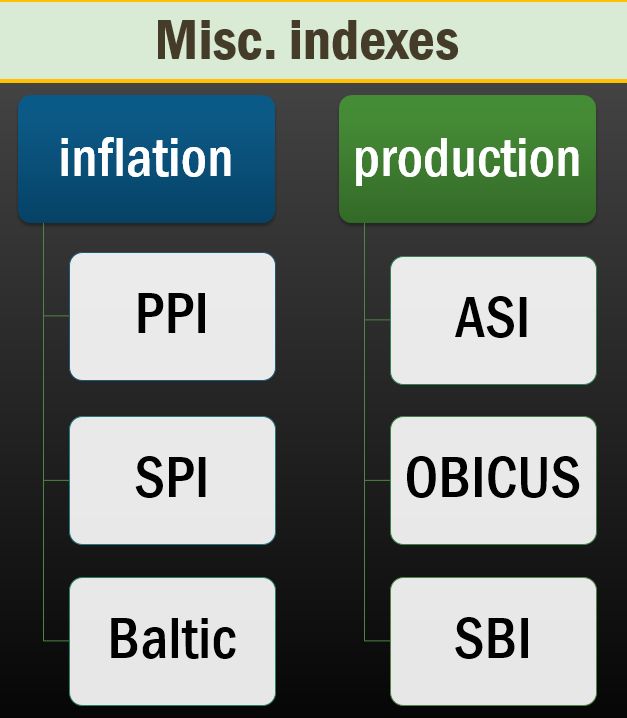 Misc. indexes
inflation
PPI
SPI
Baltic
production
ASI
OBICUS
SBI